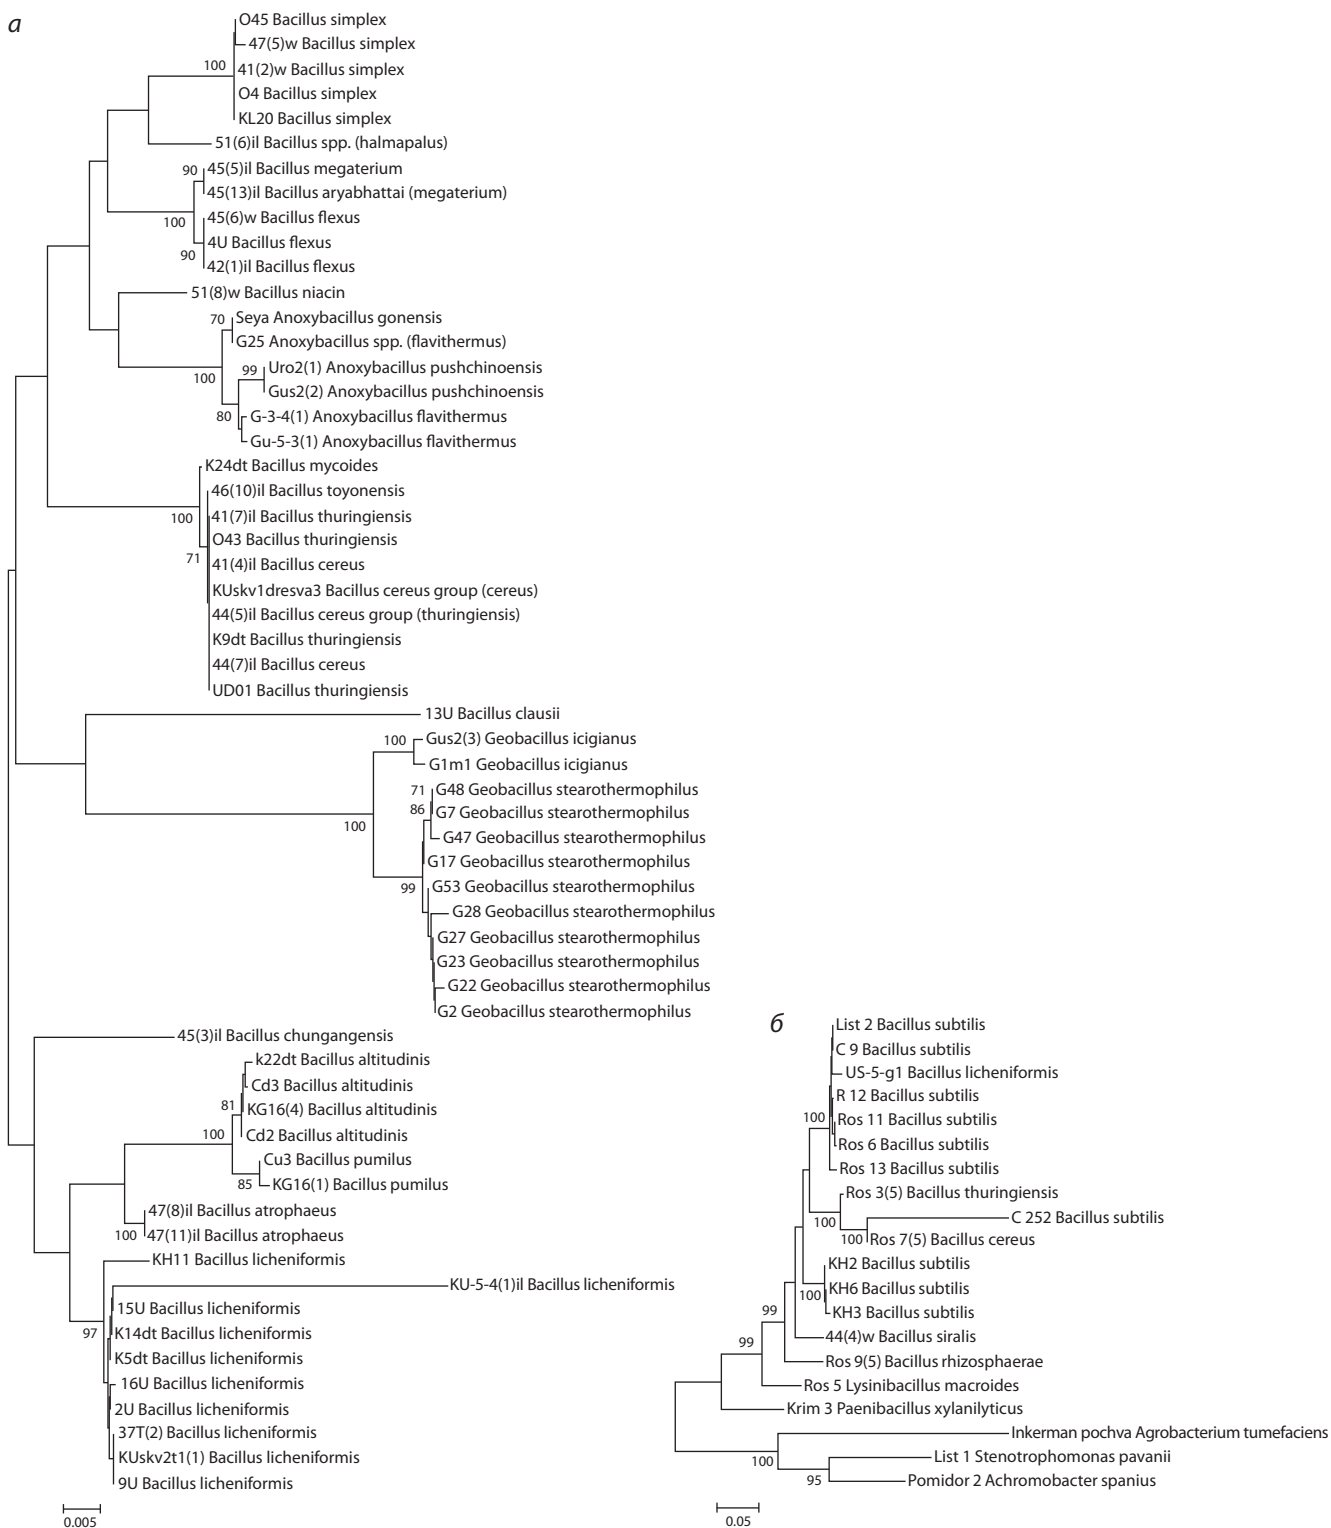 а
O45 Bacillus simplex
47(5)w Bacillus simplex
100
41(2)w Bacillus simplex
O4 Bacillus simplex
KL20 Bacillus simplex
51(6)il Bacillus spp. (halmapalus)
90
45(5)il Bacillus megaterium
45(13)il Bacillus aryabhattai (megaterium)
100
45(6)w Bacillus flexus
4U Bacillus flexus
90
42(1)il Bacillus flexus
51(8)w Bacillus niacin
70
Seya Anoxybacillus gonensis
G25 Anoxybacillus spp. (flavithermus)
100
99
Uro2(1) Anoxybacillus pushchinoensis
Gus2(2) Anoxybacillus pushchinoensis
80
G-3-4(1) Anoxybacillus flavithermus
Gu-5-3(1) Anoxybacillus flavithermus
K24dt Bacillus mycoides
46(10)il Bacillus toyonensis
100
41(7)il Bacillus thuringiensis
O43 Bacillus thuringiensis
71
41(4)il Bacillus cereus
KUskv1dresva3 Bacillus cereus group (cereus)
44(5)il Bacillus cereus group (thuringiensis)
K9dt Bacillus thuringiensis
44(7)il Bacillus cereus
UD01 Bacillus thuringiensis
13U Bacillus clausii
100
Gus2(3) Geobacillus icigianus
G1m1 Geobacillus icigianus
71
G48 Geobacillus stearothermophilus
86
G7 Geobacillus stearothermophilus
100
G47 Geobacillus stearothermophilus
G17 Geobacillus stearothermophilus
99
G53 Geobacillus stearothermophilus
G28 Geobacillus stearothermophilus
G27 Geobacillus stearothermophilus
G23 Geobacillus stearothermophilus
G22 Geobacillus stearothermophilus
G2 Geobacillus stearothermophilus
45(3)il Bacillus chungangensis
k22dt Bacillus altitudinis
Cd3 Bacillus altitudinis
81
KG16(4) Bacillus altitudinis
100
Cd2 Bacillus altitudinis
Cu3 Bacillus pumilus
85
KG16(1) Bacillus pumilus
47(8)il Bacillus atrophaeus
100
47(11)il Bacillus atrophaeus
KH11 Bacillus licheniformis
KU-5-4(1)il Bacillus licheniformis
15U Bacillus licheniformis
97
K14dt Bacillus licheniformis
K5dt Bacillus licheniformis
16U Bacillus licheniformis
2U Bacillus licheniformis
37T(2) Bacillus licheniformis
KUskv2t1(1) Bacillus licheniformis
9U Bacillus licheniformis
0.005
б
List 2 Bacillus subtilis
C 9 Bacillus subtilis
US-5-g1 Bacillus licheniformis
R 12 Bacillus subtilis
100
Ros 11 Bacillus subtilis
Ros 6 Bacillus subtilis
Ros 13 Bacillus subtilis
Ros 3(5) Bacillus thuringiensis
100
C 252 Bacillus subtilis
100
Ros 7(5) Bacillus cereus
KH2 Bacillus subtilis
100
KH6 Bacillus subtilis
99
KH3 Bacillus subtilis
44(4)w Bacillus siralis
99
Ros 9(5) Bacillus rhizosphaerae
Ros 5 Lysinibacillus macroides
Krim 3 Paenibacillus xylanilyticus
Inkerman pochva Agrobacterium tumefaciens
100
List 1 Stenotrophomonas pavanii
95
Pomidor 2 Achromobacter spanius
0.05